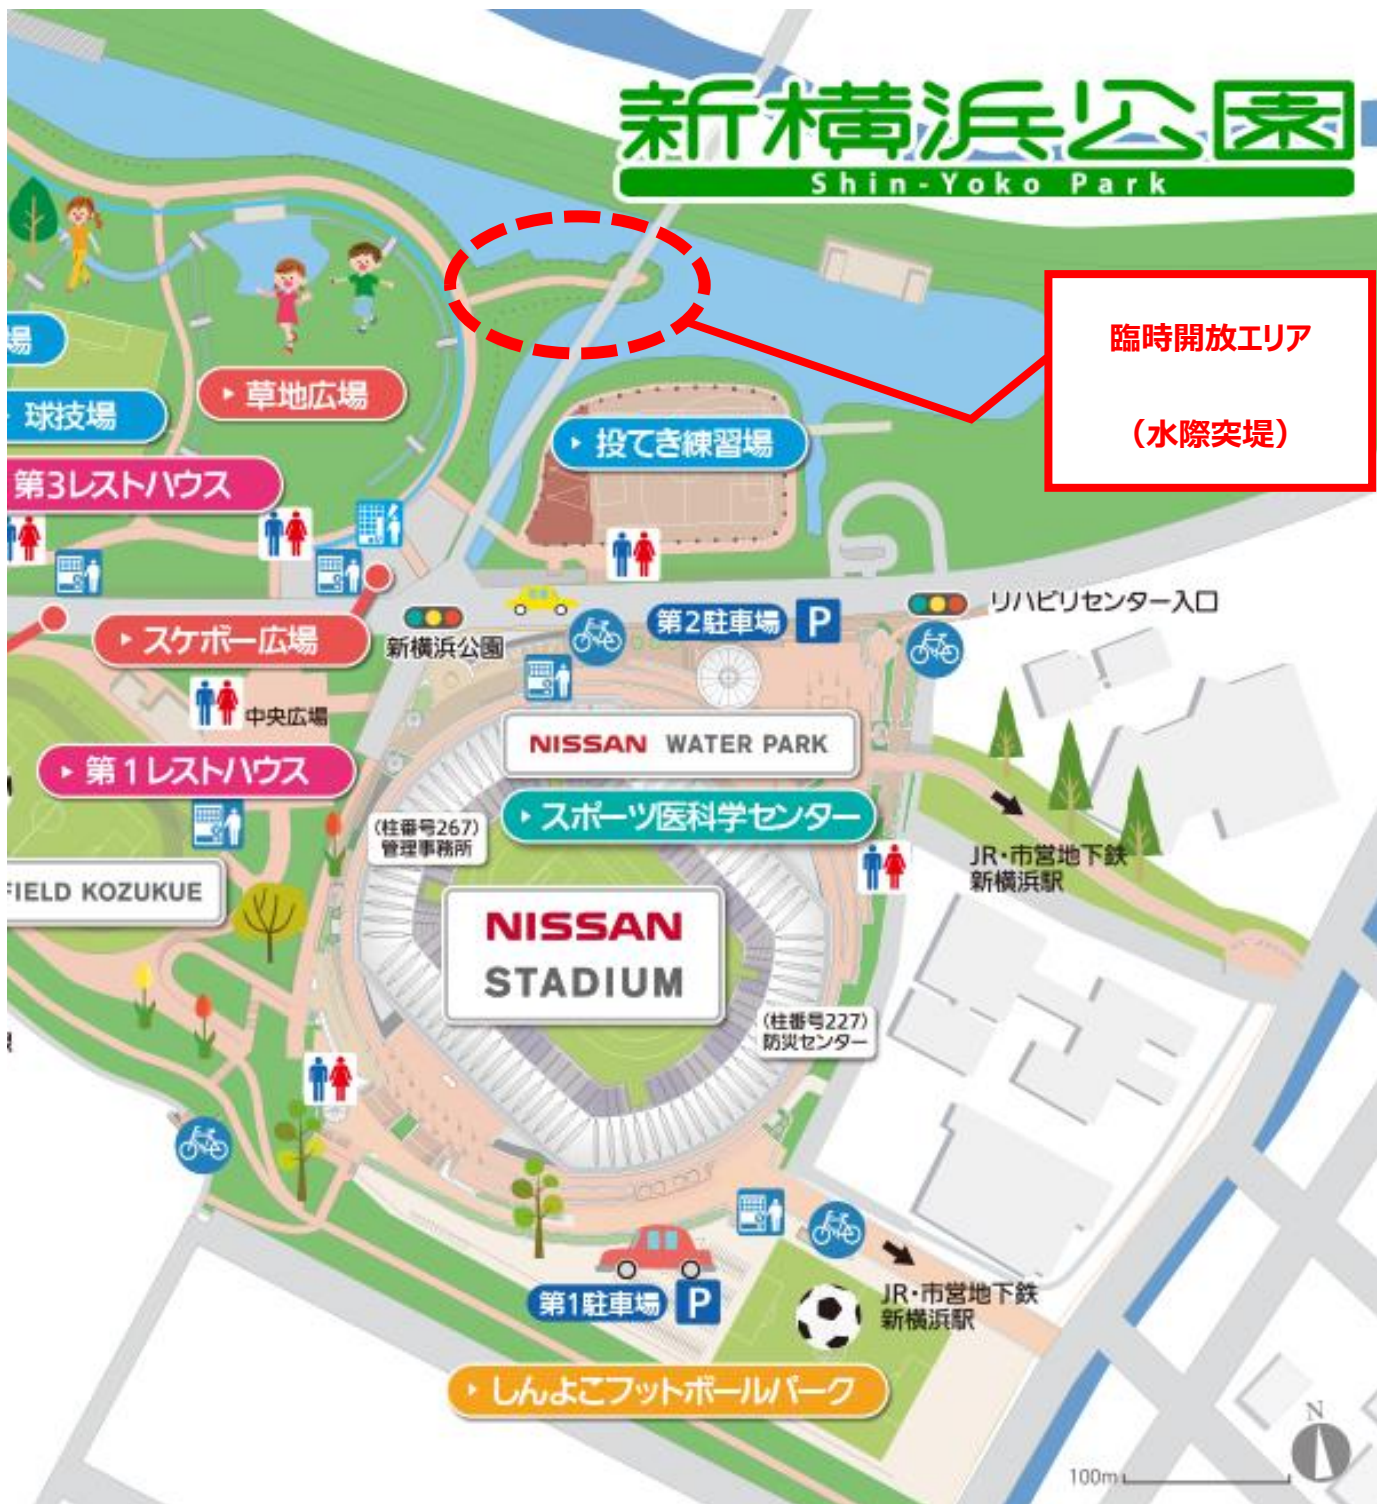 新横浜公園
Shin-Yoko Park
臨時開放エリア
（水際突堤）
場
球技場
草地広場
投てき練習場
第3レストハウス
リハビリセンター入口
第2駐車場 P
スケボー広場
新横浜公園
中央広場
NISSAN WATER PARK
第1レストハウス
スポーツ医科学センター
(柱番号267)
管理事務所
JR・市営地下鉄
新横浜駅
FIELD KOZUKUE
NISSAN
STADIUM
(柱番号227)
防災センター
第1駐車場 P
JR・市営地下鉄
新横浜駅
しんよこフットボールパーク
N
100m